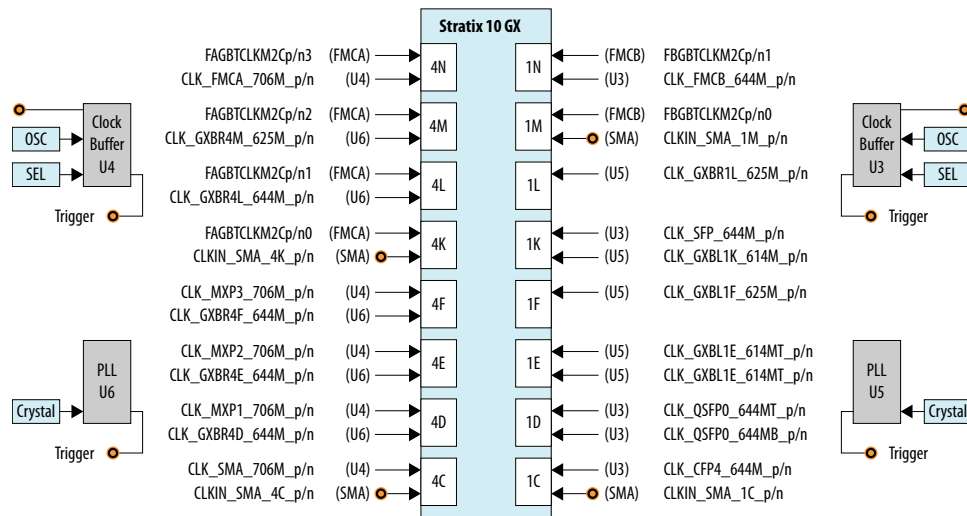 Stratix 10 GX
FAGBTCLKM2Cp/n3 (FMCA)
CLK_FMCA_706M_p/n (U4)
4N
1N
(FMCB) FBGBTCLKM2Cp/n1
(U3) CLK_FMCB_644M_p/n
FAGBTCLKM2Cp/n2 (FMCA)
CLK_GXBR4M_625M_p/n (U6)
4M
1M
(FMCB) FBGBTCLKM2Cp/n0
(SMA) CLKIN_SMA_1M_p/n
FAGBTCLKM2Cp/n1 (FMCA)
CLK_GXBR4L_644M_p/n (U6)
4L
1L
(U5) CLK_GXBR1L_625M_p/n
FAGBTCLKM2Cp/n0 (FMCA)
CLKIN_SMA_4K_p/n (SMA)
4K
1K
(U3) CLK_SFP_644M_p/n
(U5) CLK_GXBL1K_614M_p/n
CLK_MXP3_706M_p/n (U4)
CLK_GXBR4F_644M_p/n (U6)
4F
1F
(U5) CLK_GXBL1F_625M_p/n
CLK_MXP2_706M_p/n (U4)
CLK_GXBR4E_644M_p/n (U6)
4E
1E
(U5) CLK_GXBL1E_614MT_p/n
(U5) CLK_GXBL1E_614MT_p/n
CLK_MXP1_706M_p/n (U4)
CLK_GXBR4D_644M_p/n (U6)
4D
1D
(U3) CLK_QSFP0_644MT_p/n
(U3) CLK_QSFP0_644MB_p/n
CLK_SMA_706M_p/n (U4)
CLKIN_SMA_4C_p/n (SMA)
4C
1C
(U3) CLK_CFP4_644M_p/n
(SMA) CLKIN_SMA_1C_p/n
OSC
SEL
Clock
Buffer
U4
Trigger
Crystal
PLL
U6
Trigger
Clock
Buffer
U3
OSC
SEL
Trigger
PLL
U5
Crystal
Trigger